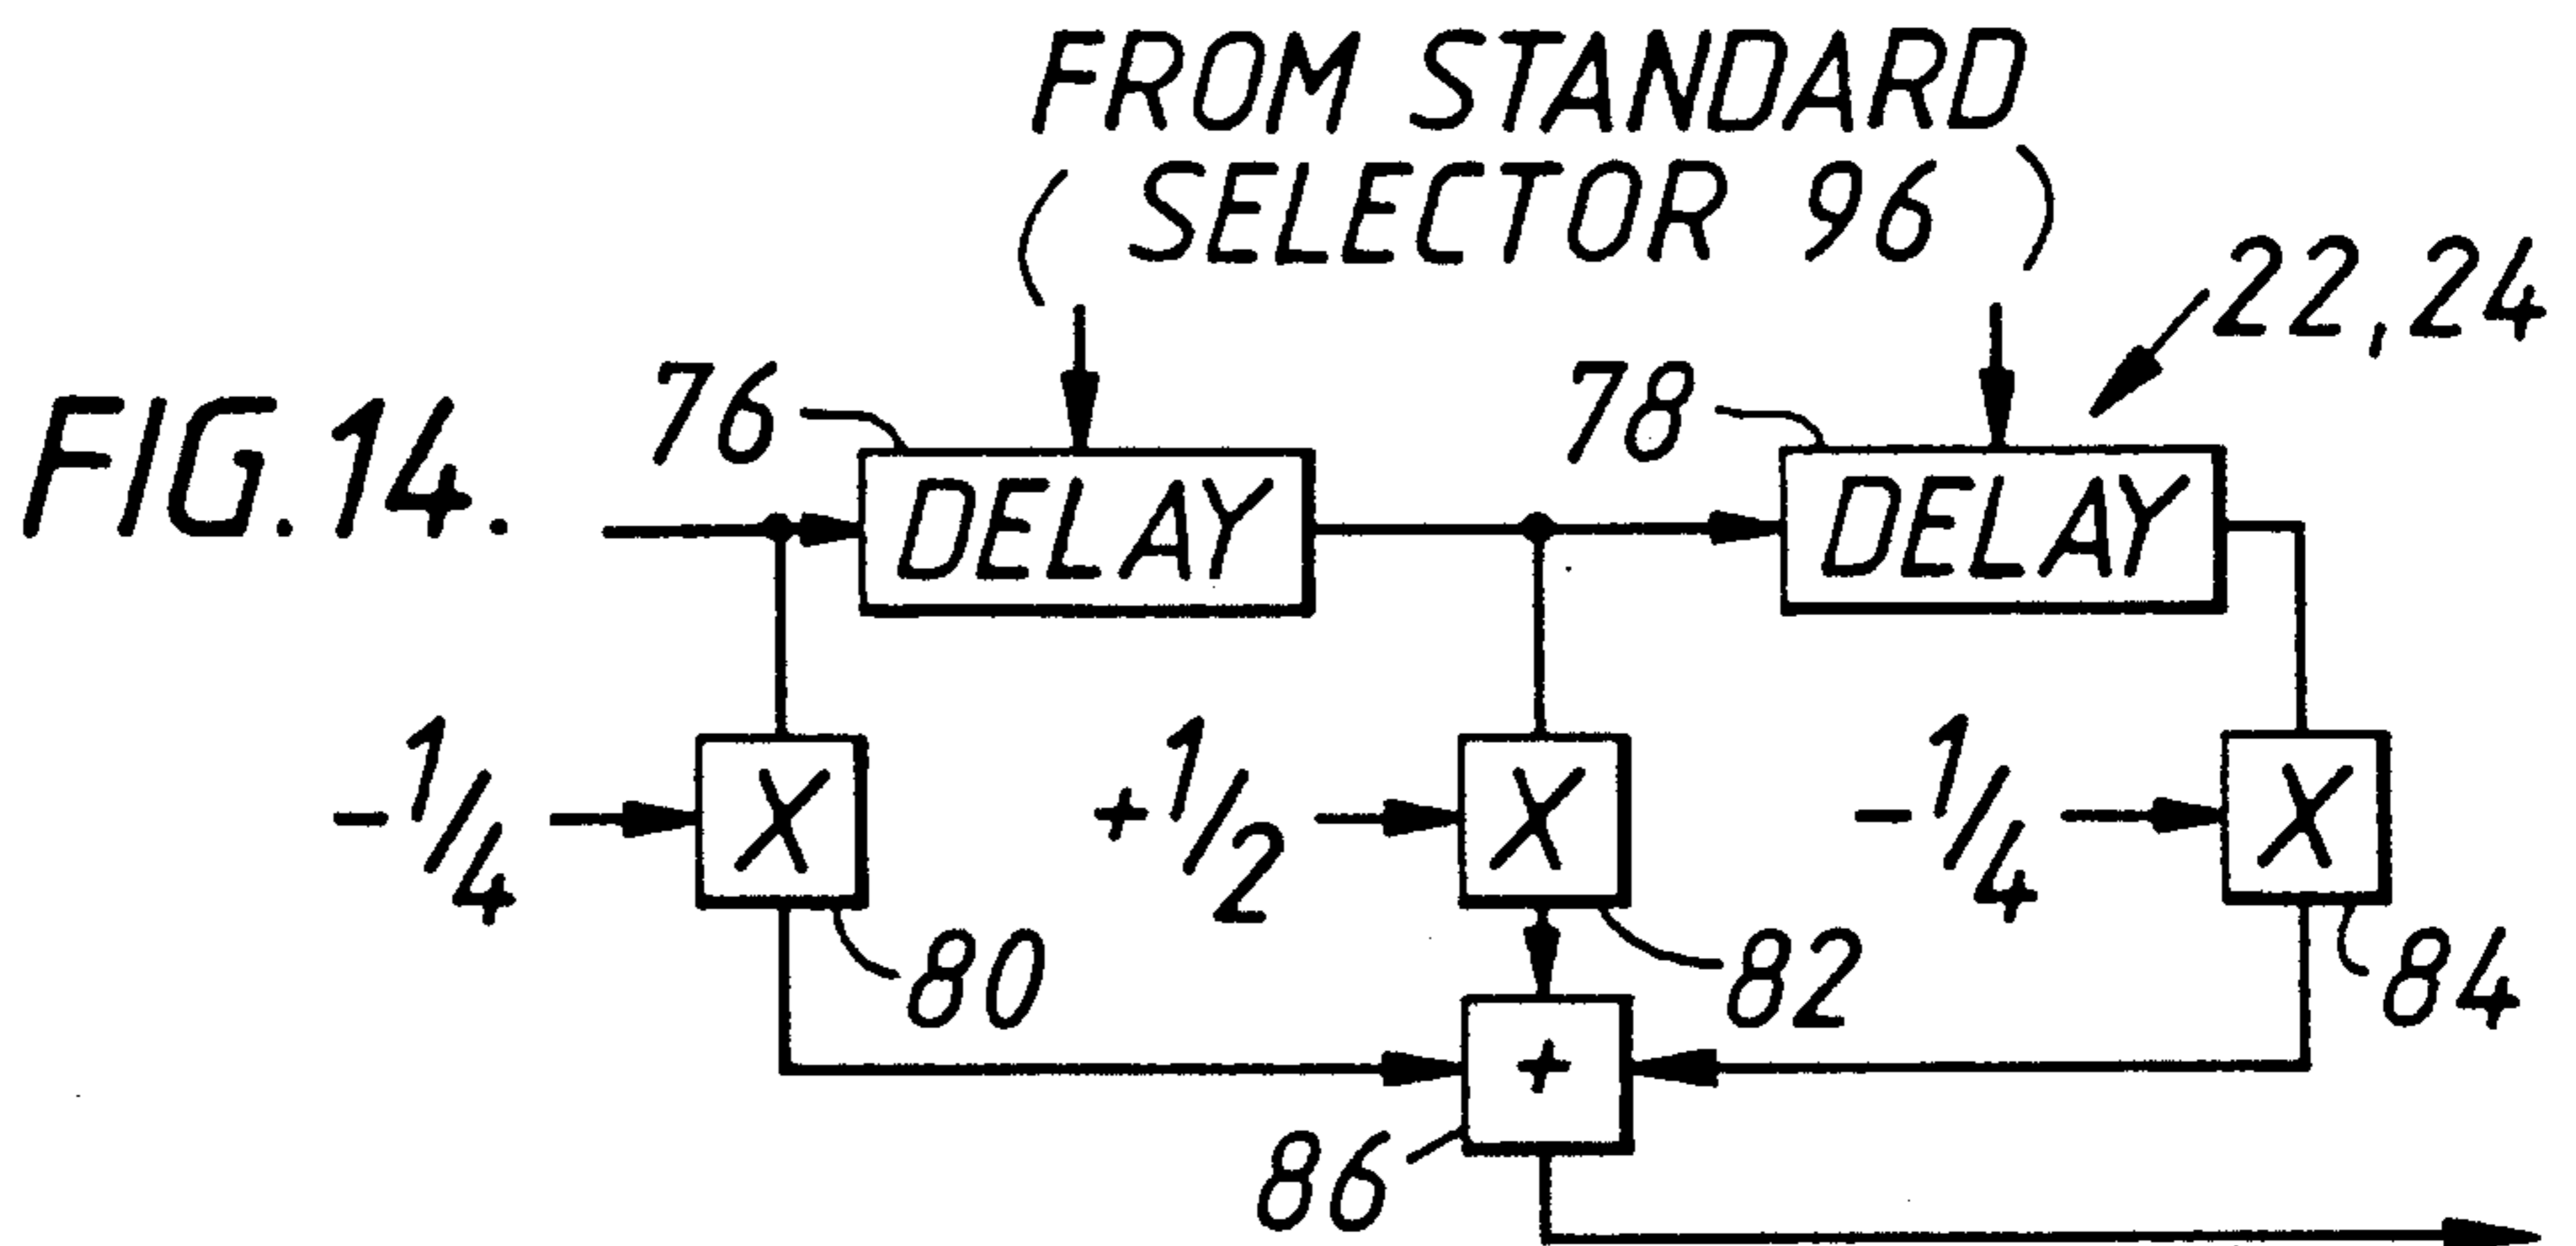 FROM STANDARD
( SELECTOR 96 )
22,24
FIG.14.
76
78
DELAY
DELAY
-1/4
X
+1/2
X
-1/4
X
80
82
84
+
86